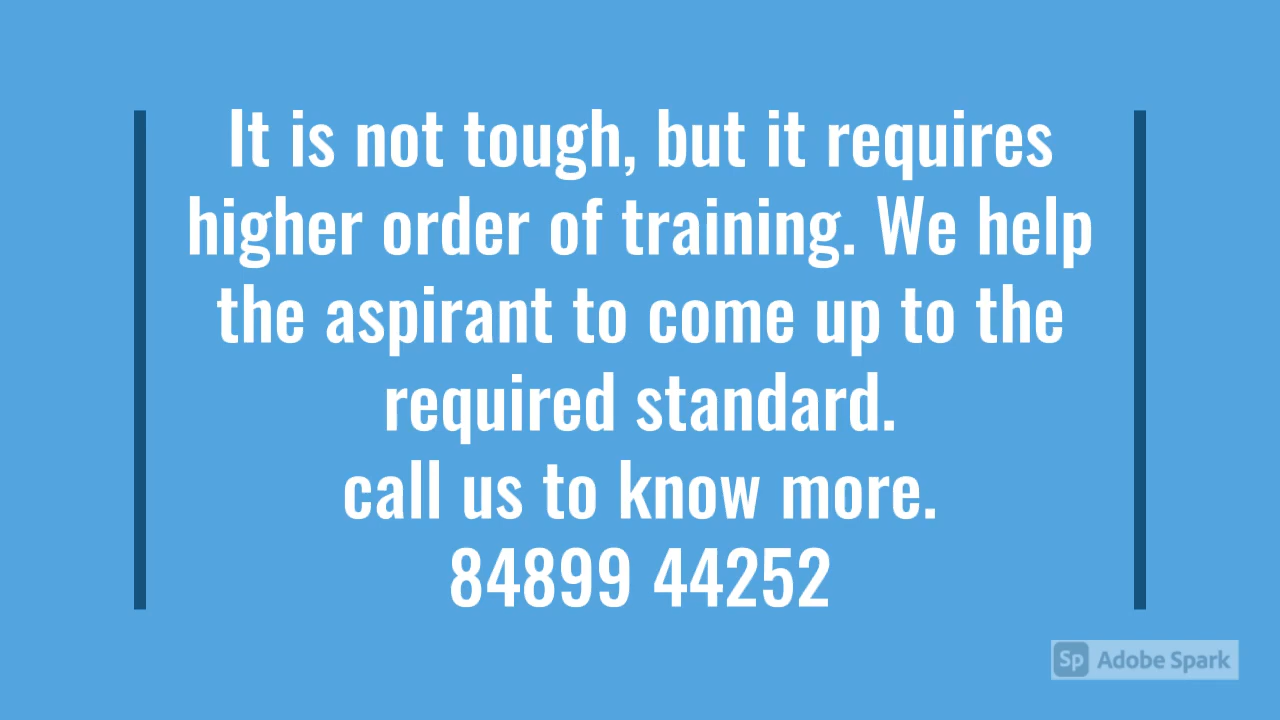 It is not tough, but it requires
higher order of training. We help
the aspirant to come up to the
required standard.
call us to know more.
84899 44252
Sp Adobe Spark